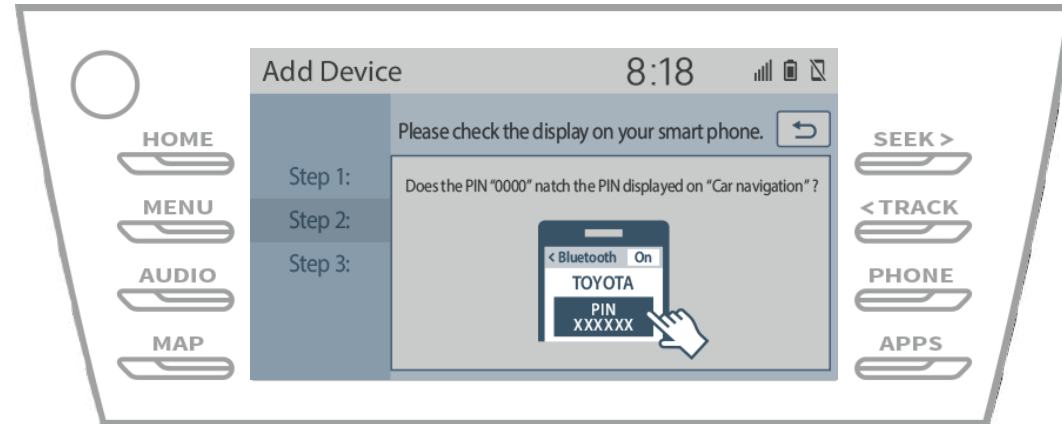 Add Device 8:18
HOME
MENU
AUDIO
MAP
Step 1:
Step 2:
Step 3:
Please check the display on your smart phone.
Does the PIN “0000” natch the PIN displayed on “Car navigation” ?
< Bluetooth On
TOYOTA
PIN
XXXXXX
SEEK >
< TRACK
PHONE
APPS